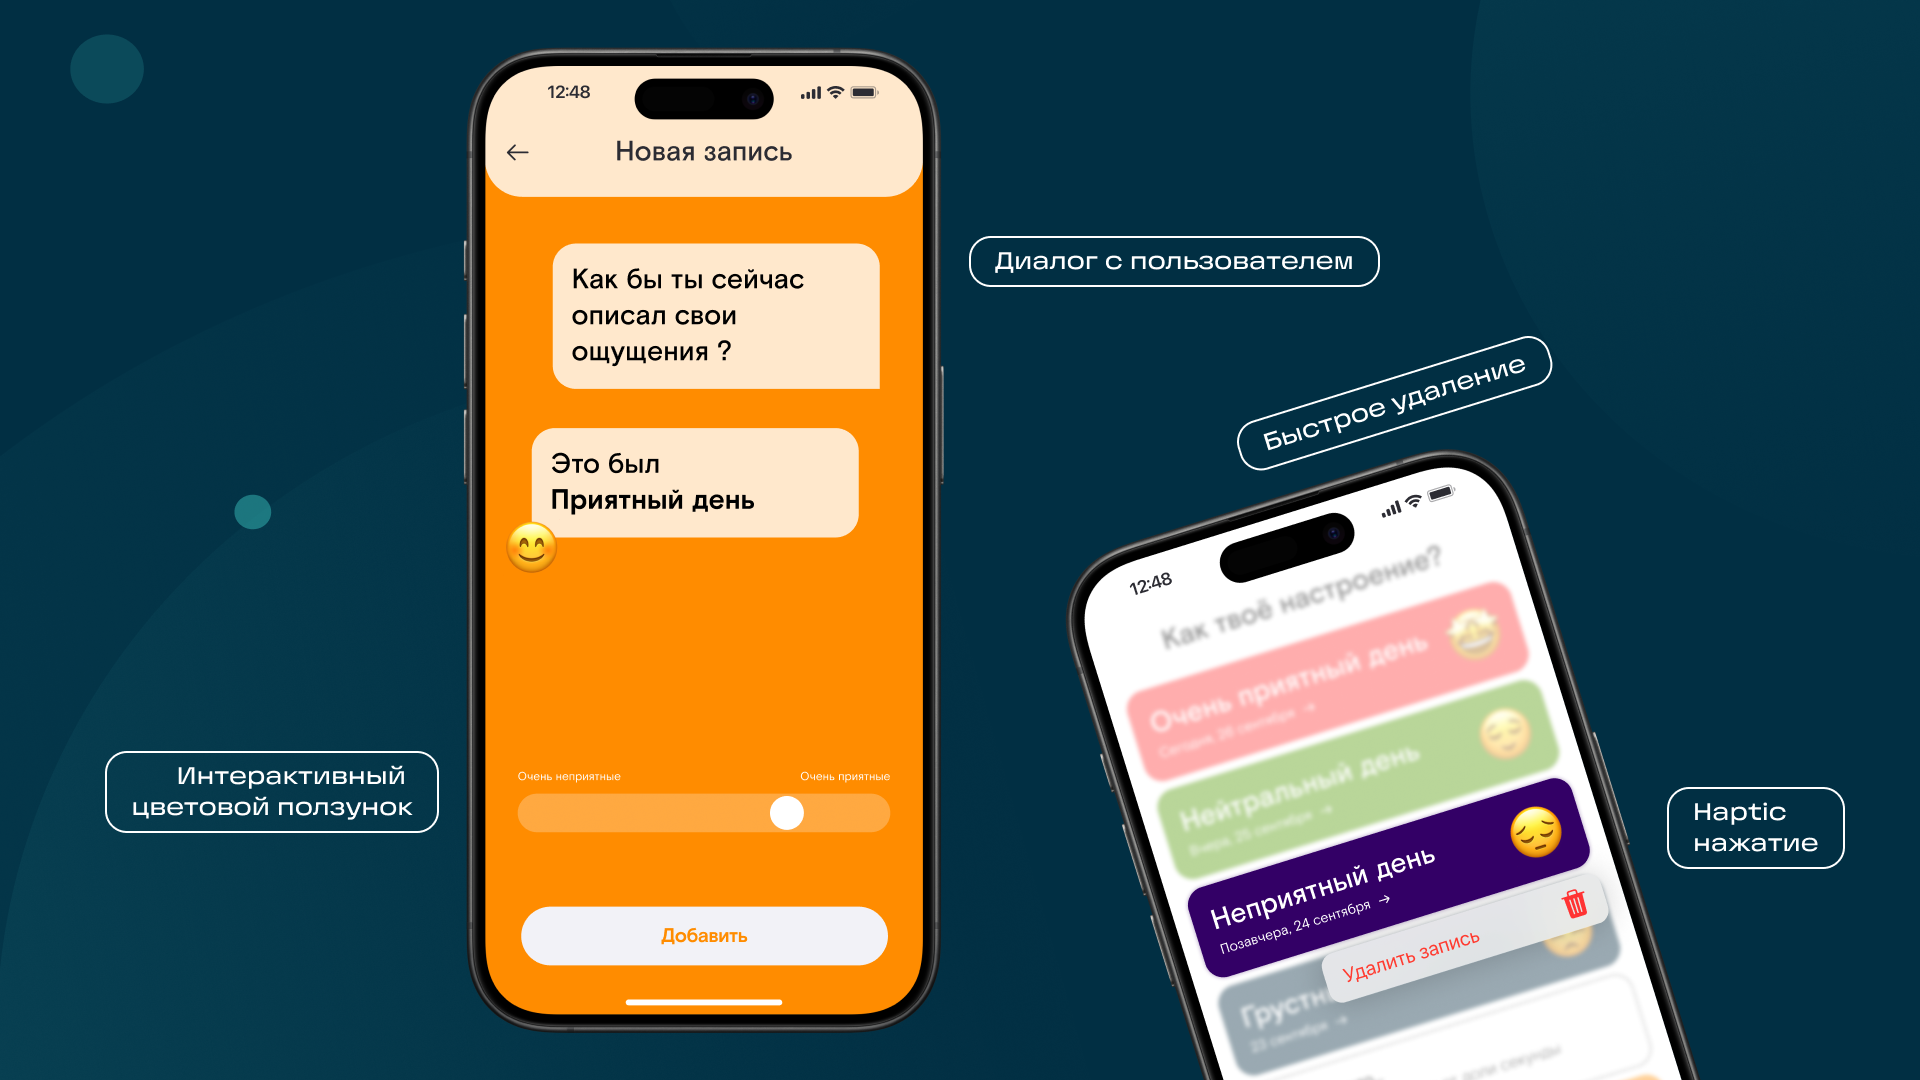 12:48
Новая запись
Как бы ты сейчас
описал свои
ощущения ?
Это был
Приятный день
Очень неприятные
Очень приятные
Добавить
Диалог с пользователем
Быстрое удаление
Интерактивный
цветовой ползунок
Haptic
нажатие
12:48
Как твоё настроение?
Очень приятный день
Сегодня, 26 сентября →
Нейтральный день
Вчера, 25 сентября →
Неприятный день
Позавчера, 24 сентября →
Удалить запись
23 сентября →
доли секунды